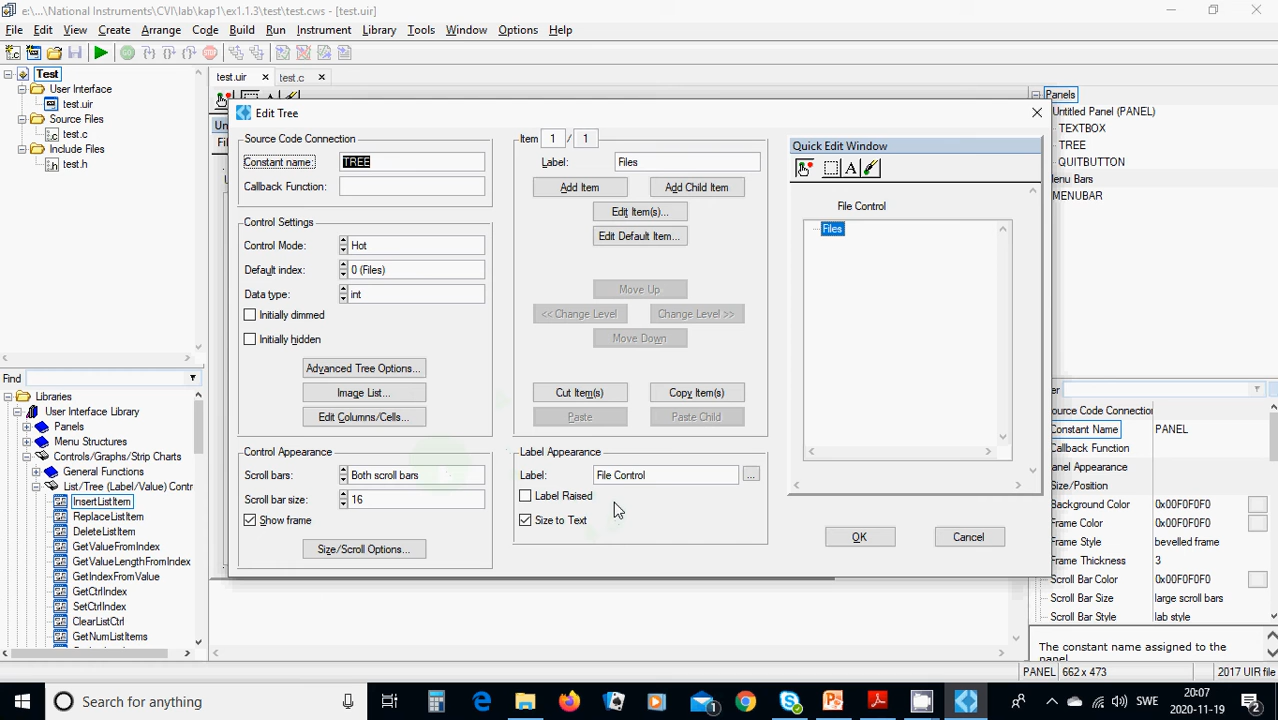 e:\...\National Instruments\CVI\lab\kap1\ex1.1.3\test\test.cws - [test.uir]
File Edit View Create Arrange Code Build Run Instrument Library Tools Window Options Help
Test
User Interface
test.uir
Source Files
test.c
Include Files
test.h
test.uir
test.c
Find
Libraries
User Interface Library
Panels
Menu Structures
Controls/Graphs/Strip Charts
General Functions
List/Tree (Label/Value) Contr
InsertListItem
ReplaceListItem
DeleteListItem
GetValueFromIndex
GetValueLengthFromIndex
GetIndexFromValue
GetCtrlIndex
SetCtrlIndex
ClearListCtrl
GetNumListItems
Edit Tree
Source Code Connection
Constant name: TREE
Callback Function:
Control Settings
Control Mode: Hot
Default index: 0 (Files)
Data type: int
Initially dimmed
Initially hidden
Advanced Tree Options...
Image List...
Edit Columns/Cells...
Control Appearance
Scroll bars: Both scroll bars
Scroll bar size: 16
Show frame
Size/Scroll Options...
Item 1 / 1
Label: Files
Add Item Add Child Item
Edit Item(s)...
Edit Default Item...
Move Up
<< Change Level Change Level >>
Move Down
Cut Item(s) Copy Item(s)
Paste Paste Child
Label Appearance
Label: File Control ...
Label Raised
Size to Text
Quick Edit Window
A
File Control
Files
OK Cancel
Panels
Untitled Panel (PANEL)
TEXTBOX
TREE
QUITBUTTON
Menu Bars
MENUBAR
ource Code Connection
Constant Name PANEL
Panel Appearance
Size/Position
Background Color 0x00F0F0F0
Frame Color 0x00F0F0F0
Frame Style bevelled frame
Frame Thickness 3
Scroll Bar Color 0x00F0F0F0
Scroll Bar Size large scroll bars
Scroll Bar Style lab style
The constant name assigned to the
panel
PANEL 662 x 473 2017 UIR file
Search for anything
SWE
20:07
2020-11-19